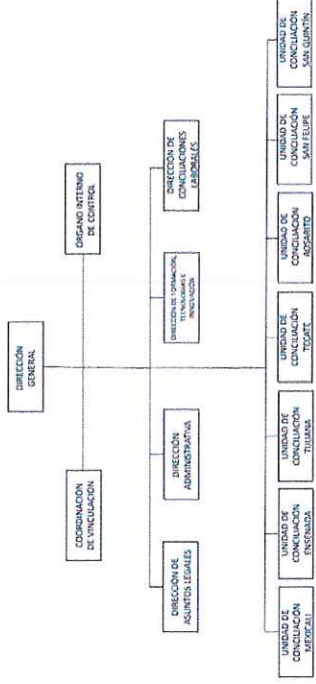 DIRECCIÓN
GENERAL
COORDINACIÓN
DE VINCULACIÓN
ÓRGANO INTERNO
DE CONTROL
DIRECCIÓN DE
ASUNTOS LEGALES
DIRECCIÓN
ADMINISTRATIVA
DIRECCIÓN DE FORMACIÓN,
TECNOLOGÍAS E
INNOVACIÓN
DIRECCIÓN DE
CONCILIACIONES
LABORALES
UNIDAD DE
CONCILIACIÓN
MEXICALI
UNIDAD DE
CONCILIACIÓN
ENSENADA
UNIDAD DE
CONCILIACIÓN
TIJUANA
UNIDAD DE
CONCILIACIÓN
TECATE
UNIDAD DE
CONCILIACIÓN
ROSARITO
UNIDAD DE
CONCILIACIÓN
SAN FELIPE
UNIDAD DE
CONCILIACIÓN
SAN QUINTÍN